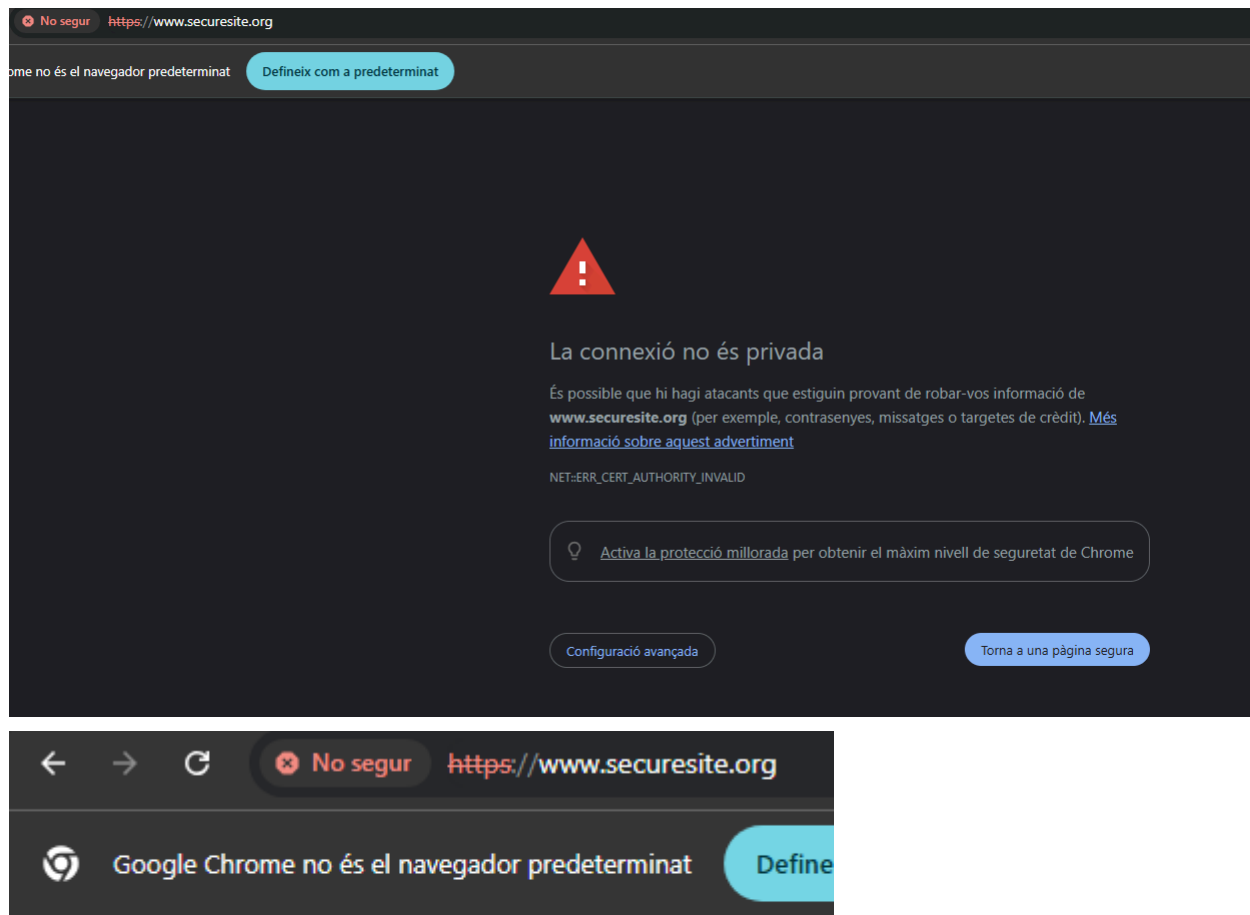 No segur https://www.securesite.org
ome no és el navegador predeterminat Defineix com a predeterminat
La connexió no és privada
És possible que hi hagi atacants que estiguin provant de robar-vos informació de
www.securesite.org (per exemple, contrasenyes, missatges o targetes de crèdit). Més
informació sobre aquest advertiment
NET::ERR_CERT_AUTHORITY_INVALID
Activa la protecció millorada per obtenir el màxim nivell de seguretat de Chrome
Configuració avançada Torna a una pàgina segura
No segur https://www.securesite.org
Google Chrome no és el navegador predeterminat Define